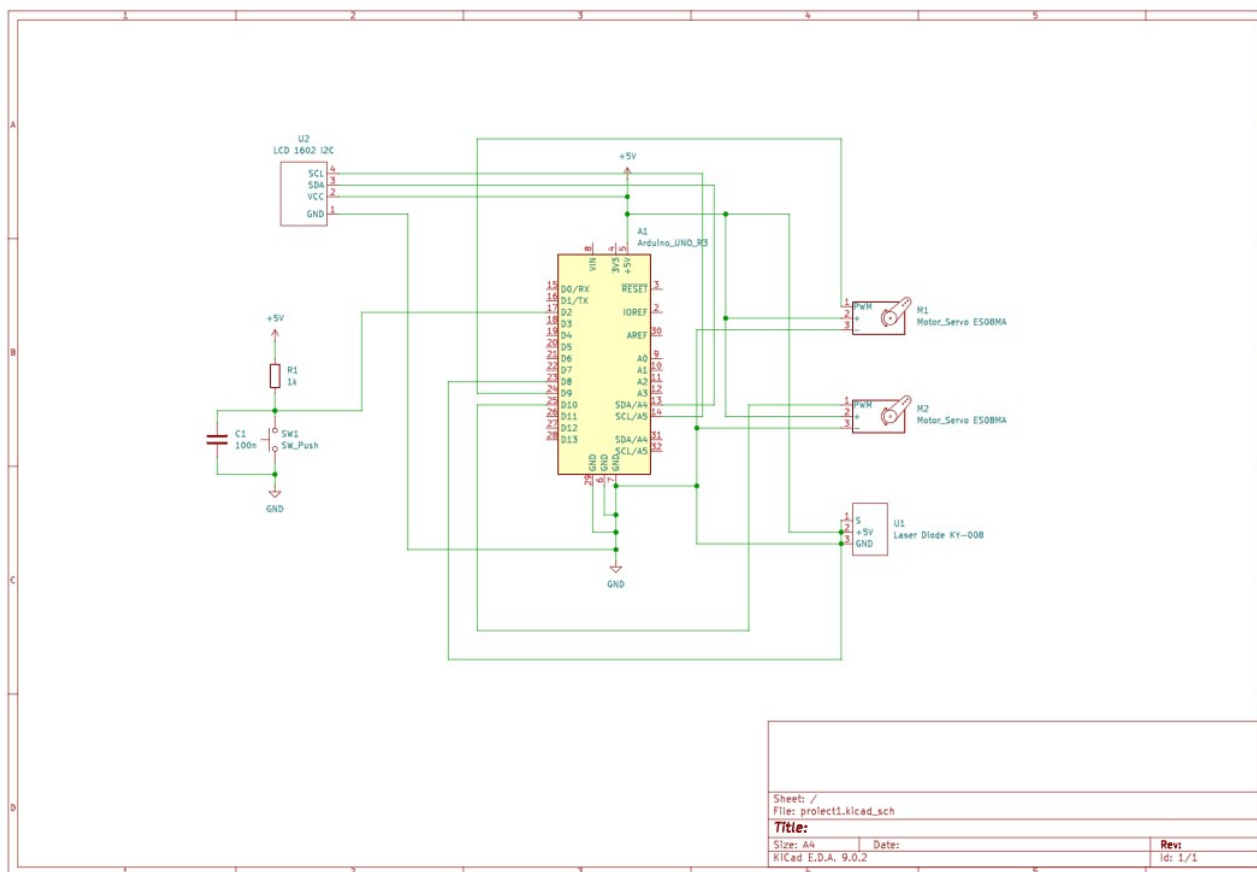 1 2 3 4 5
A
B
C
D
U2
LCD 1602 I2C
SCL 4
SDA 3
VCC 2
GND 1
+5V
A1
Arduino_UNO_R3
8 4 5
VIN 3V3 +5V
15 D0/RX
16 D1/TX
17 D2
18 D3
19 D4
20 D5
21 D6
22 D7
23 D8
24 D9
25 D10
26 D11
27 D12
28 D13
RESET 3
IOREF 2
AREF 30
A0 9
A1 10
A2 11
A3 12
SDA/A4 13
SCL/A5 14
SDA/A4 31
SCL/A5 32
GND GND GND
29 6 7
GND
+5V
R1
1k
C1
100n
SW1
SW_Push
GND
1 PWM
2 +
3 -
M1
Motor_Servo ES08MA
1 PWM
2 +
3 -
M2
Motor_Servo ES08MA
1 S
2 +5V
3 GND
U1
Laser Diode KY-008
Sheet: /
File: project1.kicad_sch
Title:
Size: A4 Date: Rev:
KiCad E.D.A. 9.0.2 Id: 1/1
1 2 3 4 5